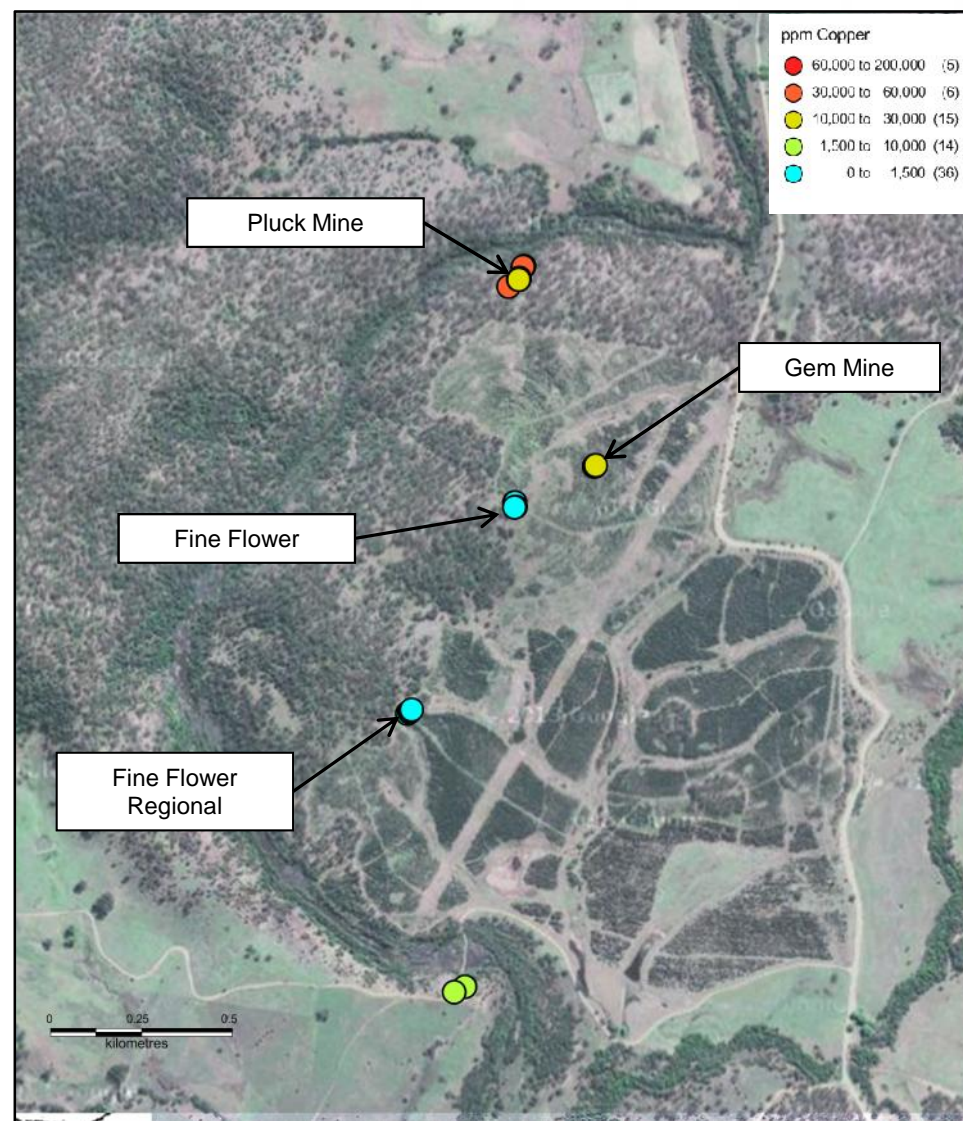 ppm Copper
60,000 to 200,000 (5)
30,000 to 60,000 (6)
10,000 to 30,000 (15)
1,500 to 10,000 (14)
0 to 1,500 (36)
Pluck Mine
Gem Mine
Fine Flower
Fine Flower
Regional
0 0.25 0.5
kilometres